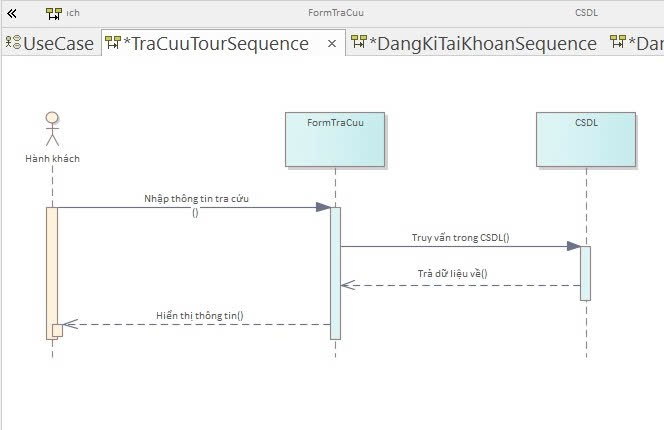 « ịch FormTraCuu CSDL
UseCase *TraCuuTourSequence × *DangKiTaiKhoanSequence *Dan
FormTraCuu CSDL
Hành khách
Nhập thông tin tra cứu
()
Truy vấn trong CSDL()
Trả dữ liệu về()
Hiển thị thông tin()